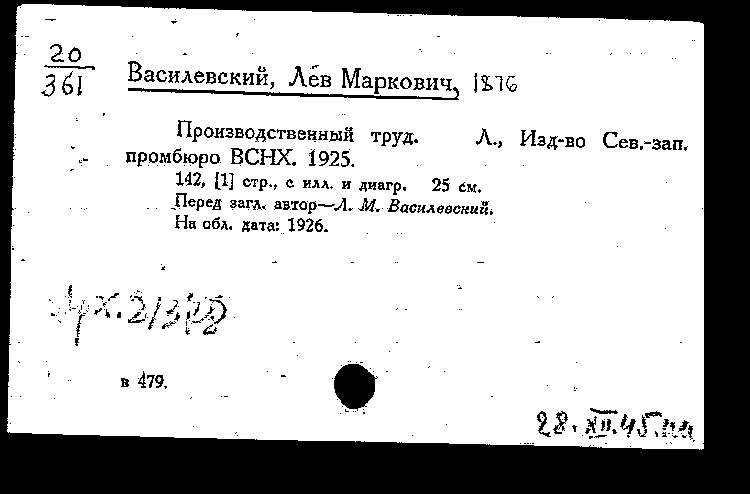 20
361
Василевский, Лев Маркович, 1876
Производственный труд. Л., Изд-во Сев.-зап.
промбюро ВСНХ. 1925.
142, [1] стр., с илл. и диагр. 25 см.
Перед загл. автор—Л. М. Василевский.
На обл. дата: 1926.
в 479.
28. XII. 45.